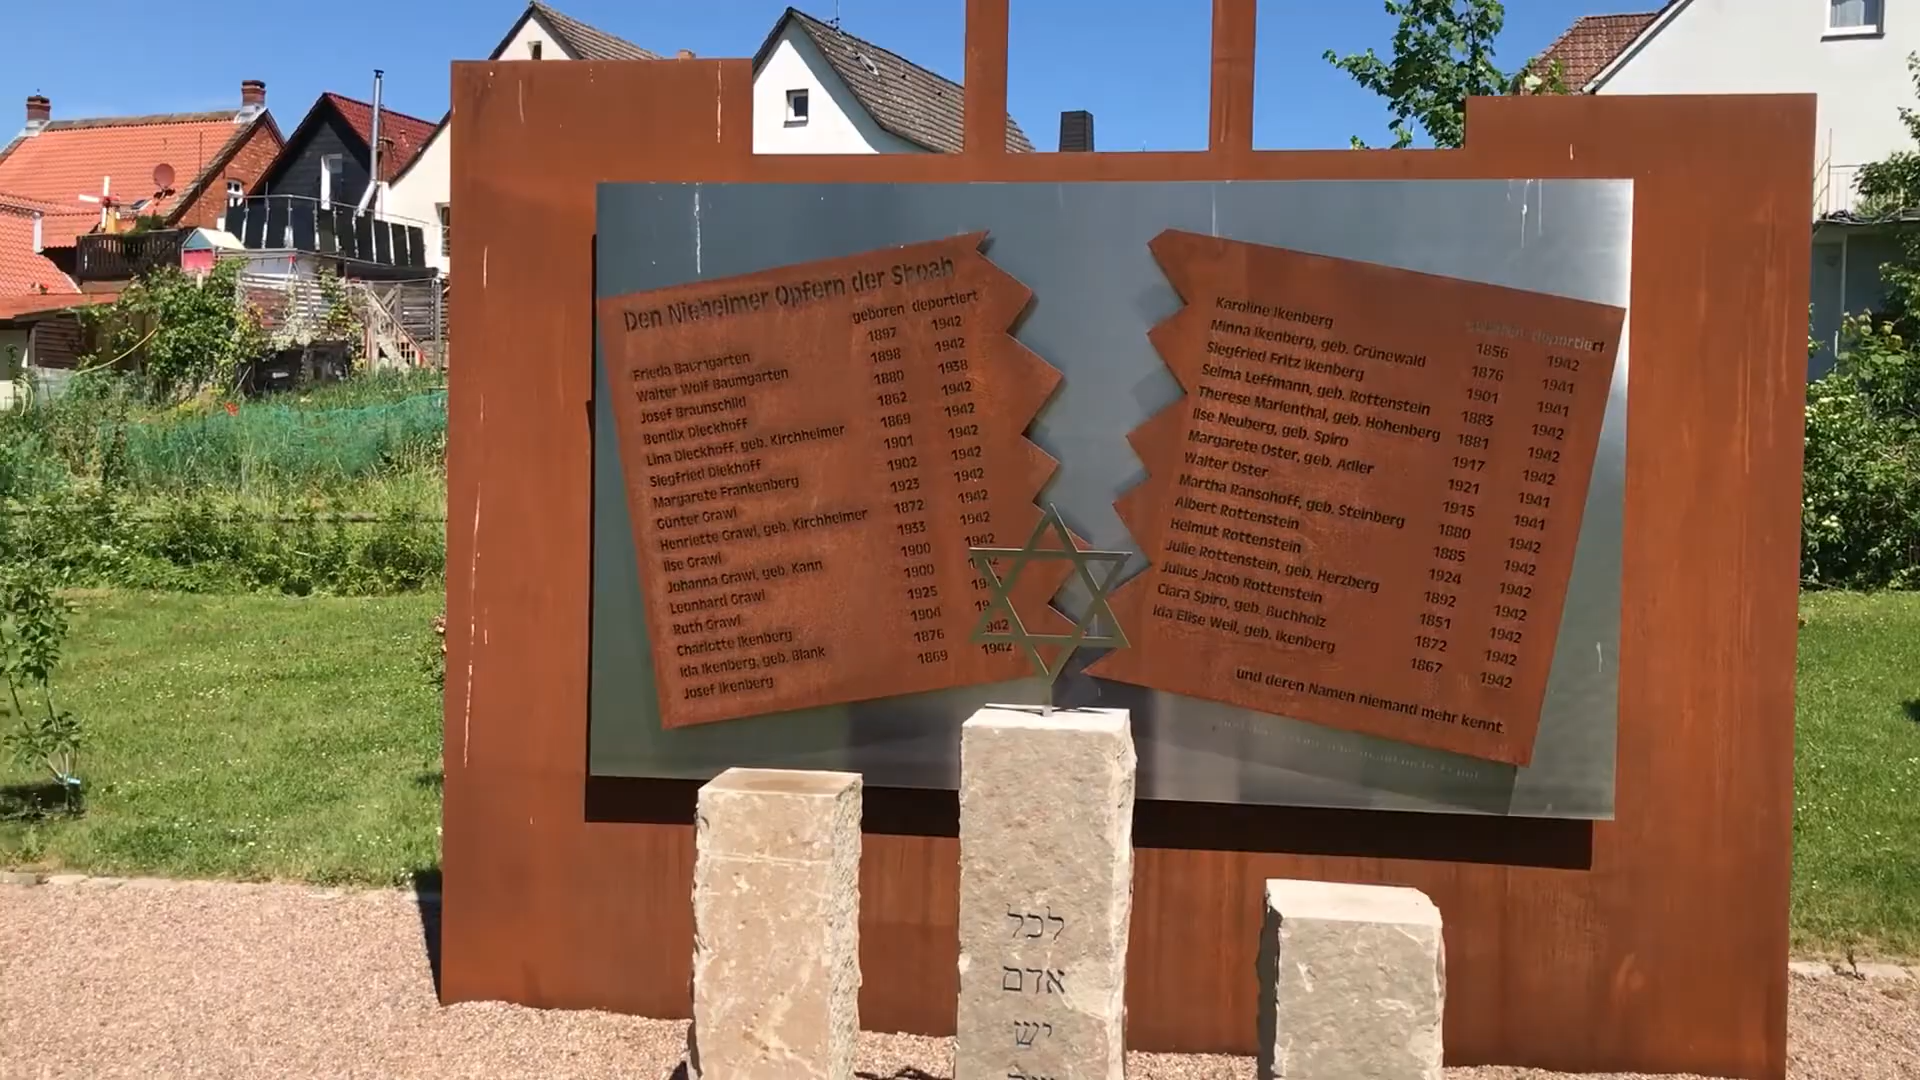 Den Nieheimer Opfern der Shoah
geboren deportiert
Frieda Baumgarten 1897 1942
Walter Wolf Baumgarten 1898 1942
Josef Braunschild 1880 1938
Bendix Dieckhoff 1862 1942
Lina Dieckhoff, geb. Kirchheimer 1869 1942
Siegfried Diekhoff 1901 1942
Margarete Frankenberg 1902 1942
Günter Grawi 1923 1942
Henriette Grawi, geb. Kirchheimer 1872 1942
Ilse Grawi 1933 1942
Johanna Grawi, geb. Kann 1900 1942
Leonhard Grawi 1900
Ruth Grawi 1925
Charlotte Ikenberg 1904
Ida Ikenberg, geb. Blank 1876 1942
Josef Ikenberg 1869 1942
geboren deportiert
Karoline Ikenberg 1856 1942
Minna Ikenberg, geb. Grünewald 1876 1941
Siegfried Fritz Ikenberg 1901 1941
Selma Leffmann, geb. Rottenstein 1883 1942
Therese Marienthal, geb. Hohenberg 1881 1942
Ilse Neuberg, geb. Spiro 1917 1942
Margarete Oster, geb. Adler 1921 1941
Walter Oster 1915 1941
Martha Ransohoff, geb. Steinberg 1880 1942
Albert Rottenstein 1885 1942
Helmut Rottenstein 1924 1942
Julie Rottenstein, geb. Herzberg 1892 1942
Julius Jacob Rottenstein 1851 1942
Clara Spiro, geb. Buchholz 1872 1942
Ida Elise Weil, geb. Ikenberg 1867 1942
und deren Namen niemand mehr kennt.
לכל
אדם
יש